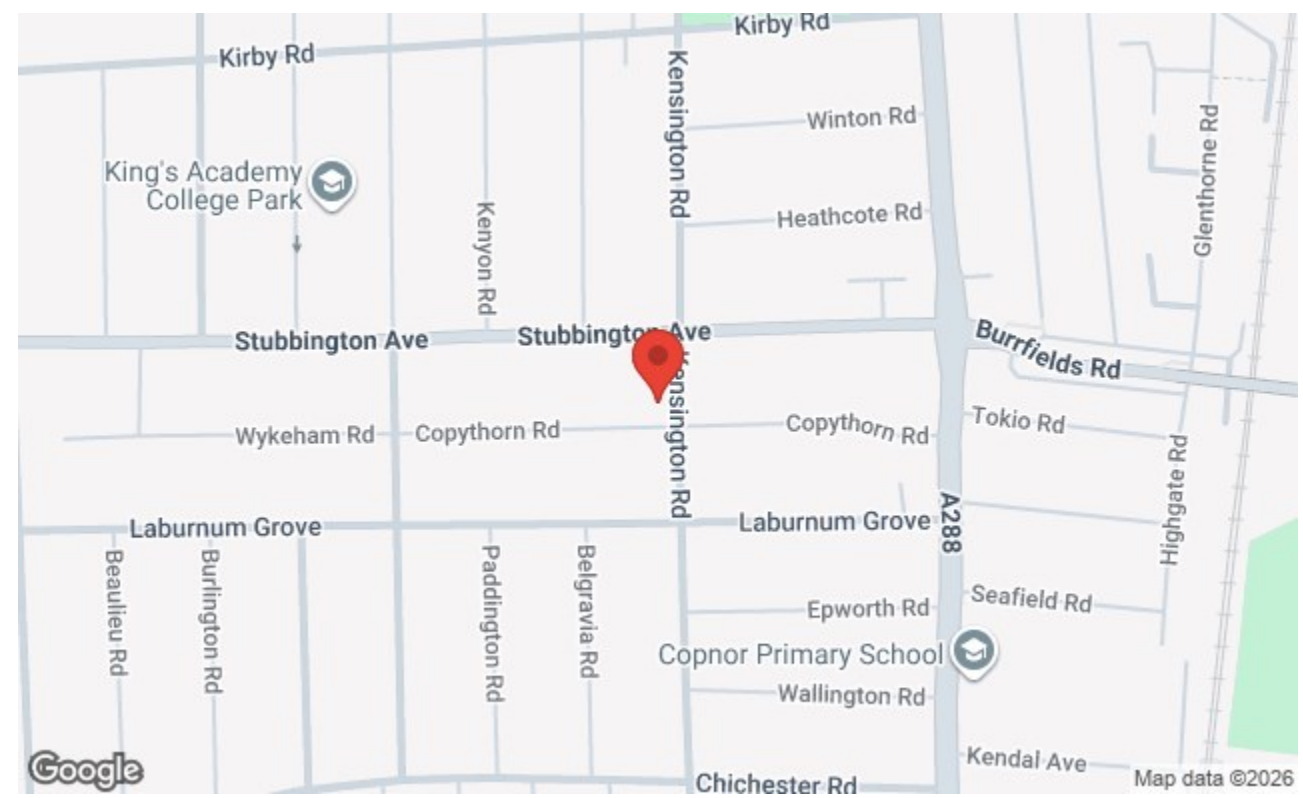 Kirby Rd
Kirby Rd
Kensington Rd
Winton Rd
Glenthorne Rd
King's Academy
College Park
Kenyon Rd
Heathcote Rd
Stubbington Ave
Stubbington Ave
Burrfields Rd
Kensington Rd
Wykeham Rd
Copythorn Rd
Copythorn Rd
Tokio Rd
Highgate Rd
Laburnum Grove
Laburnum Grove
A288
Beaulieu Rd
Burlington Rd
Paddington Rd
Belgravia Rd
Epworth Rd
Seafield Rd
Copnor Primary School
Wallington Rd
Kendal Ave
Google
Chichester Rd
Map data ©2026